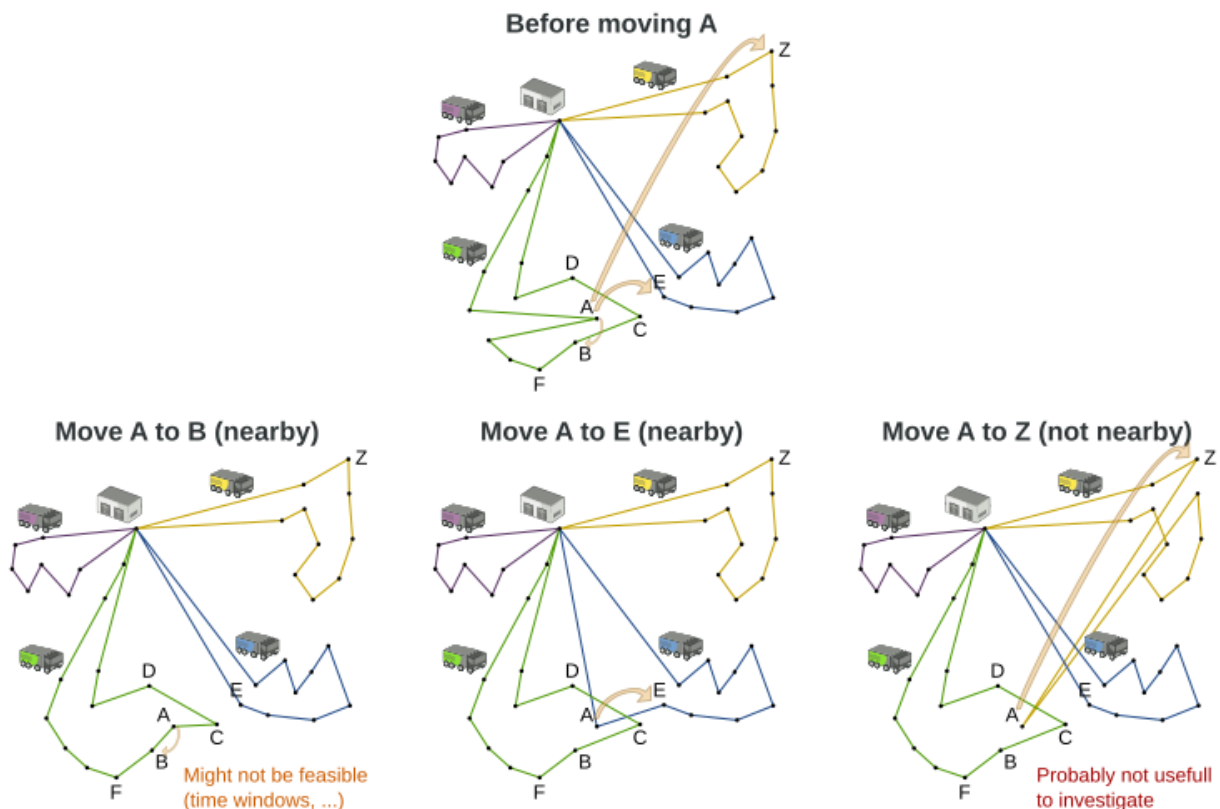 Before moving A
Z
D
E
A
C
B
F
Move A to B (nearby)
Move A to E (nearby)
Move A to Z (not nearby)
Z
D
E
A
C
B
F
Might not be feasible
(time windows, ...)
Z
D
E
A
C
B
F
Z
D
E
A
C
B
F
Probably not usefull
to investigate